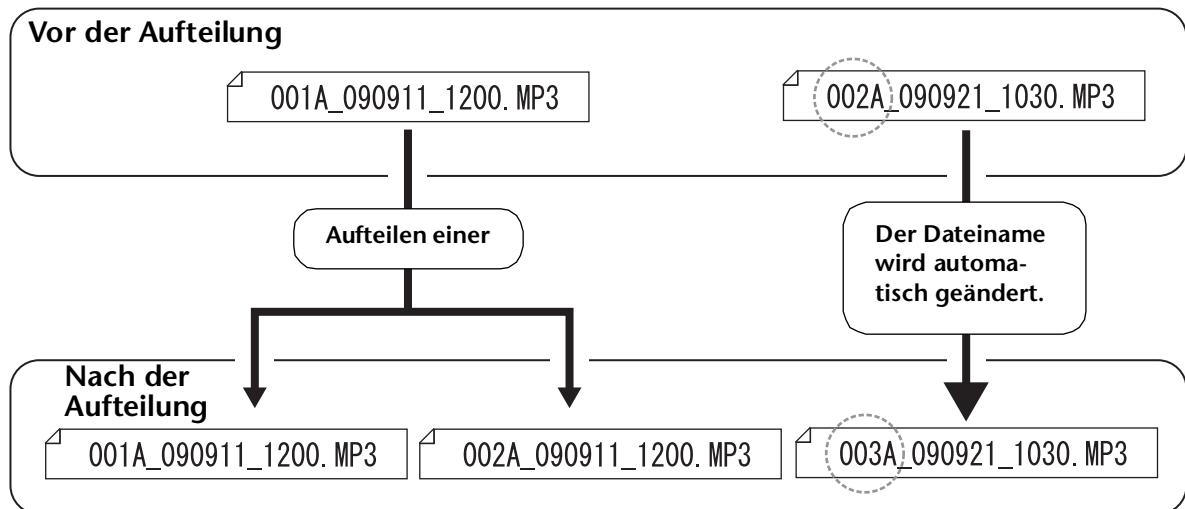 Vor der Aufteilung
001A_090911_1200.MP3
002A_090921_1030.MP3
Aufteilen einer
Der Dateiname
wird automa-
tisch geändert.
Nach der
Aufteilung
001A_090911_1200.MP3
002A_090911_1200.MP3
003A_090921_1030.MP3